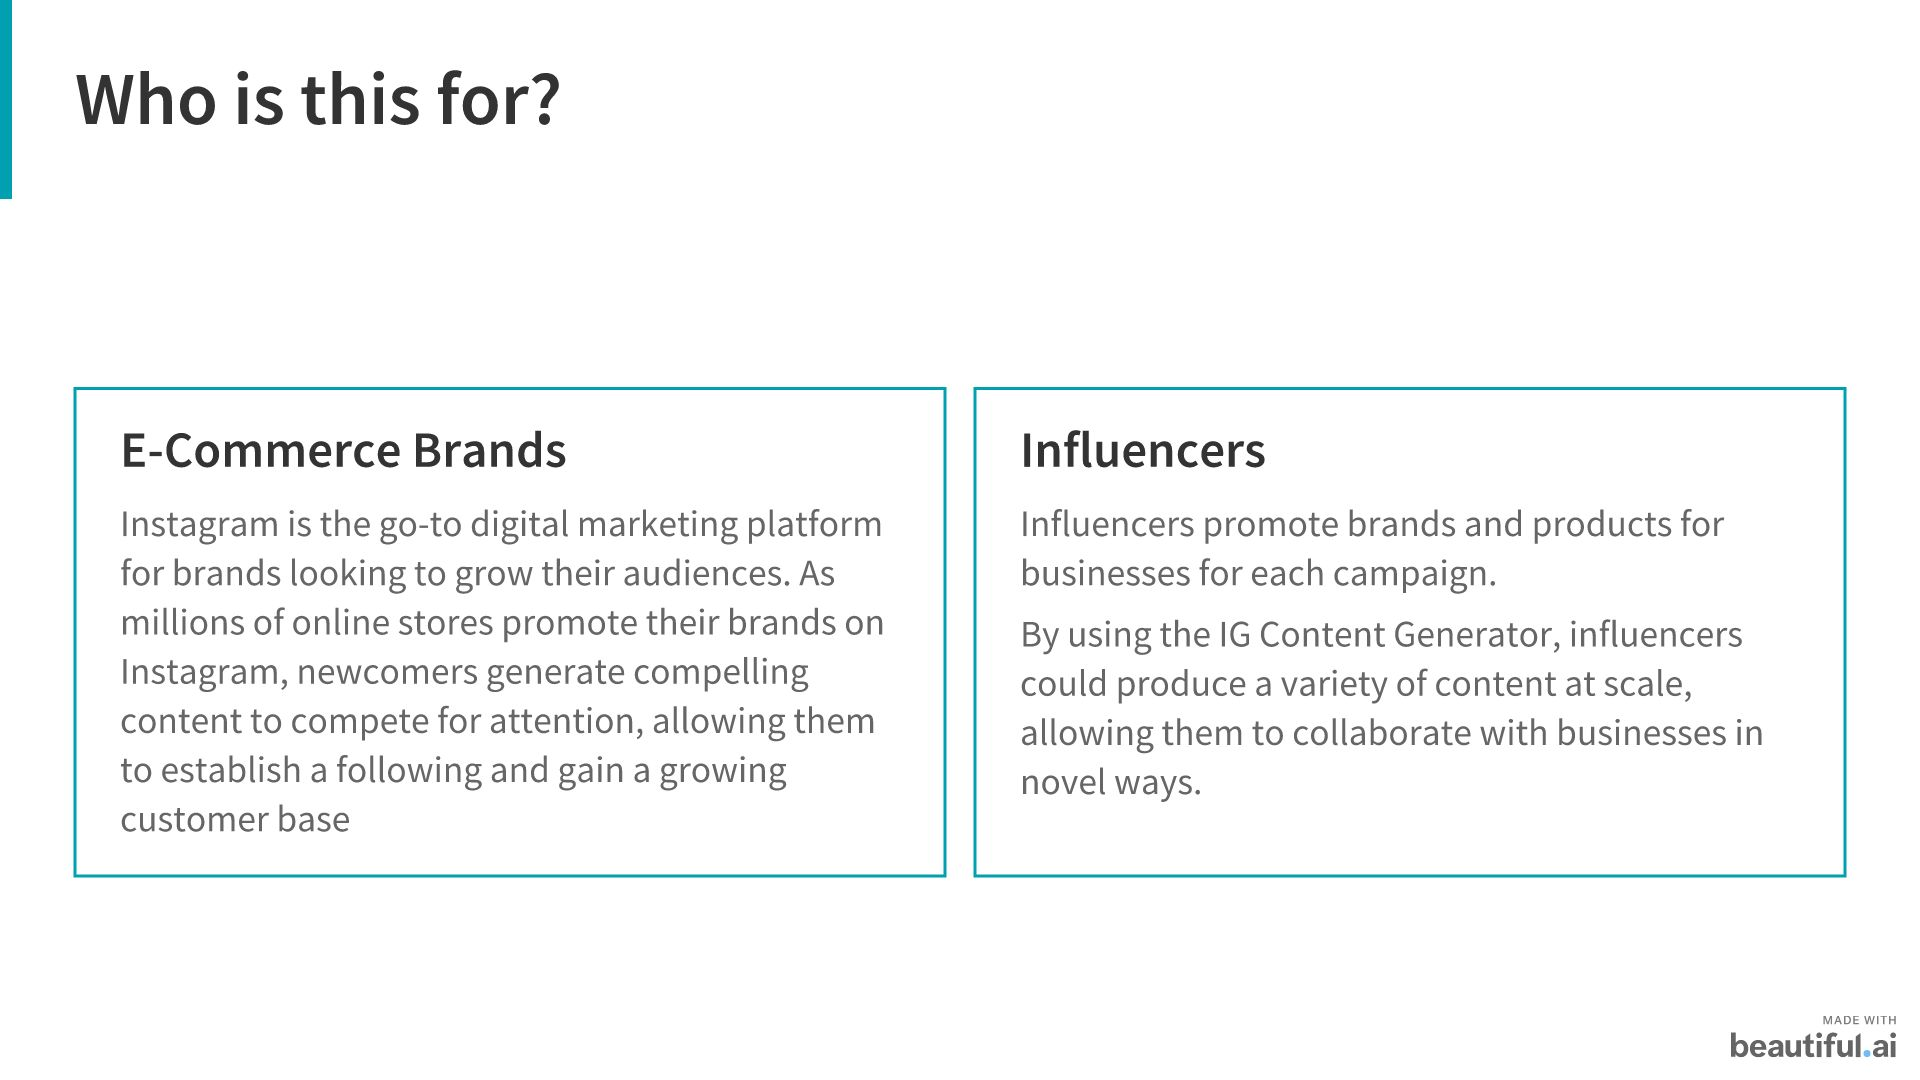 Who is this for?
E-Commerce Brands
Instagram is the go-to digital marketing platform
for brands looking to grow their audiences. As
millions of online stores promote their brands on
Instagram, newcomers generate compelling
content to compete for attention, allowing them
to establish a following and gain a growing
customer base
Influencers
Influencers promote brands and products for
businesses for each campaign.
By using the IG Content Generator, influencers
could produce a variety of content at scale,
allowing them to collaborate with businesses in
novel ways.
MADE WITH
beautiful.ai